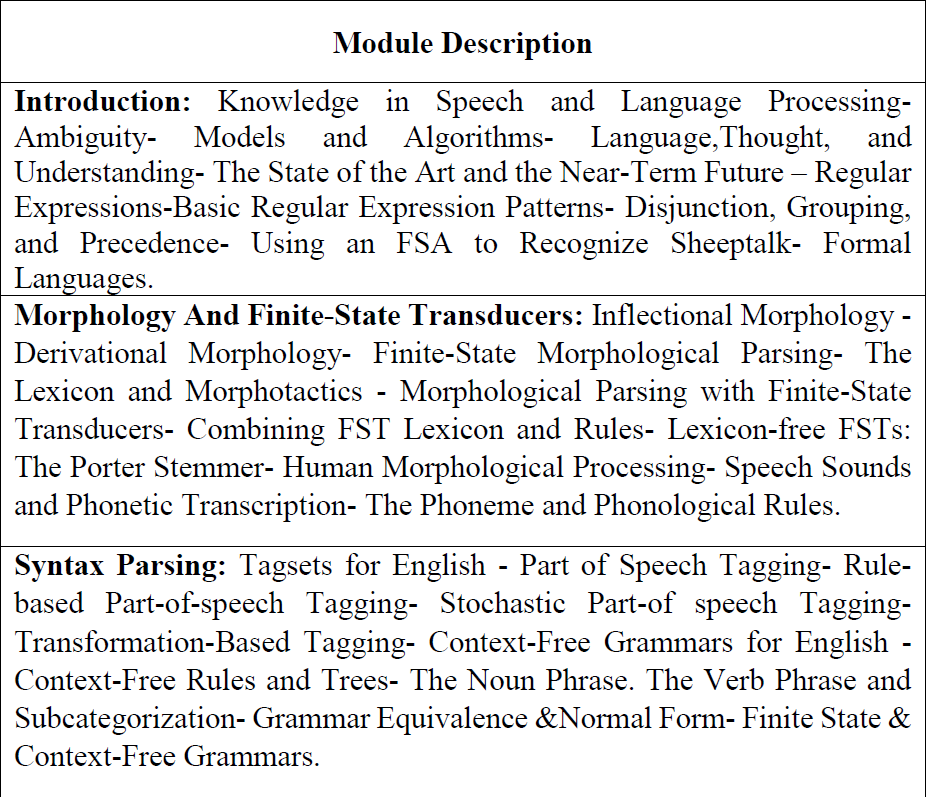 Module Description
Introduction: Knowledge in Speech and Language Processing-
Ambiguity- Models and Algorithms- Language,Thought, and
Understanding- The State of the Art and the Near-Term Future – Regular
Expressions-Basic Regular Expression Patterns- Disjunction, Grouping,
and Precedence- Using an FSA to Recognize Sheeptalk- Formal
Languages.
Morphology And Finite-State Transducers: Inflectional Morphology -
Derivational Morphology- Finite-State Morphological Parsing- The
Lexicon and Morphotactics - Morphological Parsing with Finite-State
Transducers- Combining FST Lexicon and Rules- Lexicon-free FSTs:
The Porter Stemmer- Human Morphological Processing- Speech Sounds
and Phonetic Transcription- The Phoneme and Phonological Rules.
Syntax Parsing: Tagsets for English - Part of Speech Tagging- Rule-
based Part-of-speech Tagging- Stochastic Part-of speech Tagging-
Transformation-Based Tagging- Context-Free Grammars for English -
Context-Free Rules and Trees- The Noun Phrase. The Verb Phrase and
Subcategorization- Grammar Equivalence &Normal Form- Finite State &
Context-Free Grammars.